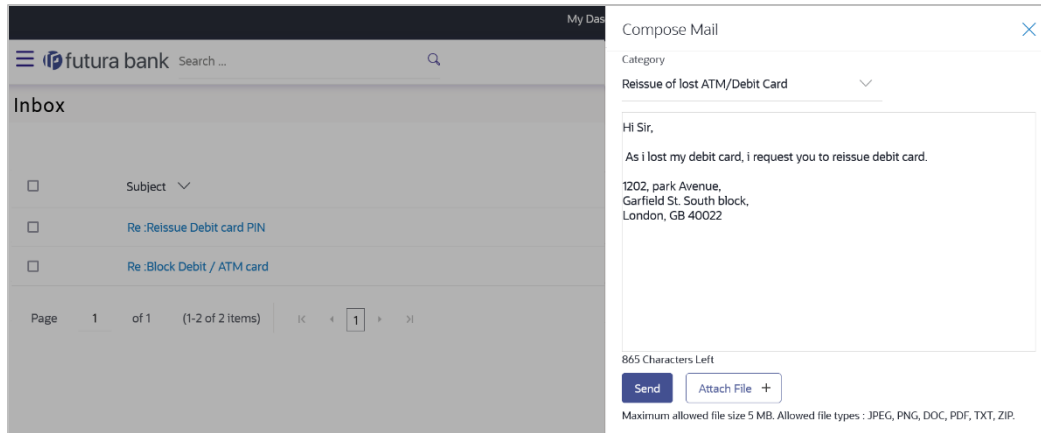 My Das
futura bank Search ...
Inbox
Subject
Re :Reissue Debit card PIN
Re :Block Debit / ATM card
Page 1 of 1 (1-2 of 2 items) 1
Compose Mail
Category
Reissue of lost ATM/Debit Card
Hi Sir,
As i lost my debit card, i request you to reissue debit card.
1202, park Avenue,
Garfield St. South block,
London, GB 40022
865 Characters Left
Send Attach File +
Maximum allowed file size 5 MB. Allowed file types : JPEG, PNG, DOC, PDF, TXT, ZIP.